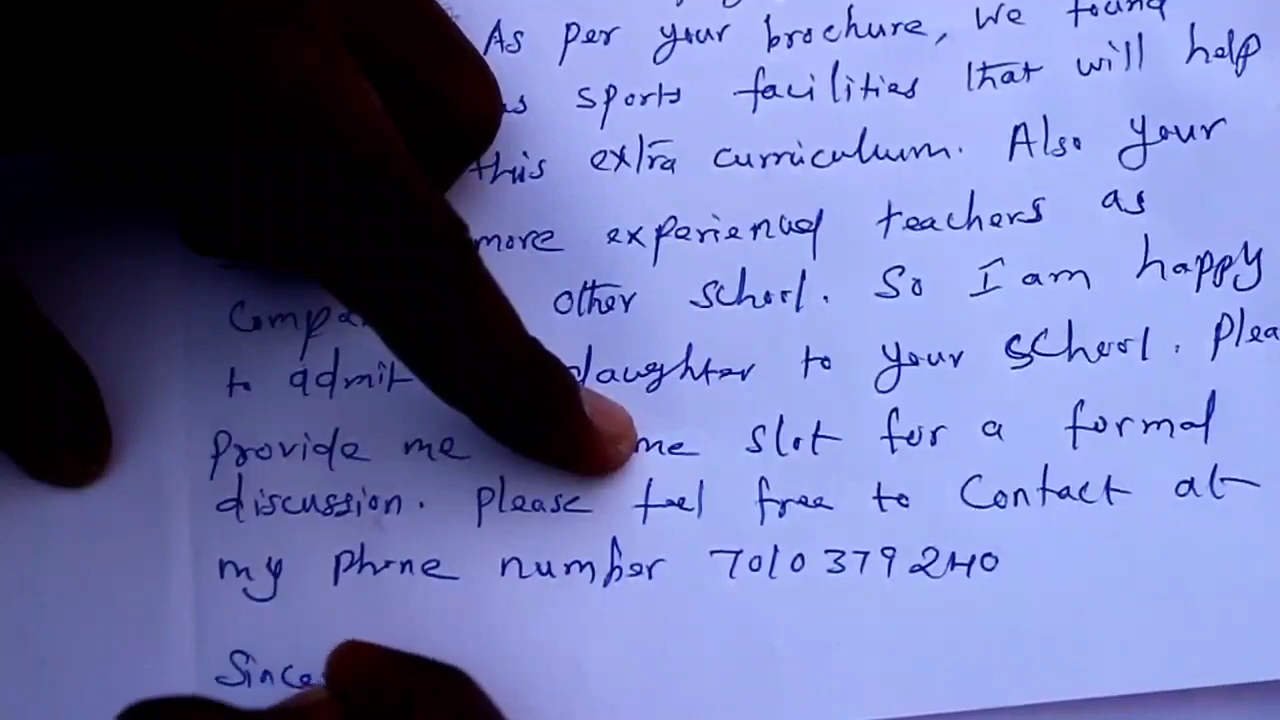 As per your brochure, We found
sports facilities that will help
this extra curriculum. Also your
more experienced teachers as
other school. So I am happy
to admit daughter to your school. Plea
provide me me slot for a formal
discussion. please feel free to Contact at
my phone number 7010379240
Since